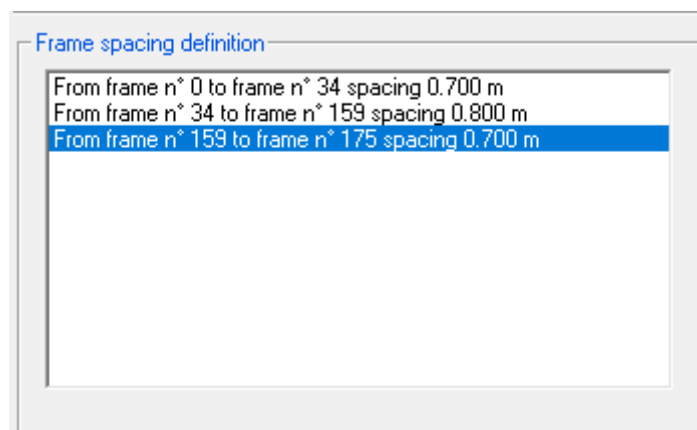 Frame spacing definition
From frame n° 0 to frame n° 34 spacing 0.700 m
From frame n° 34 to frame n° 159 spacing 0.800 m
From frame n° 159 to frame n° 175 spacing 0.700 m